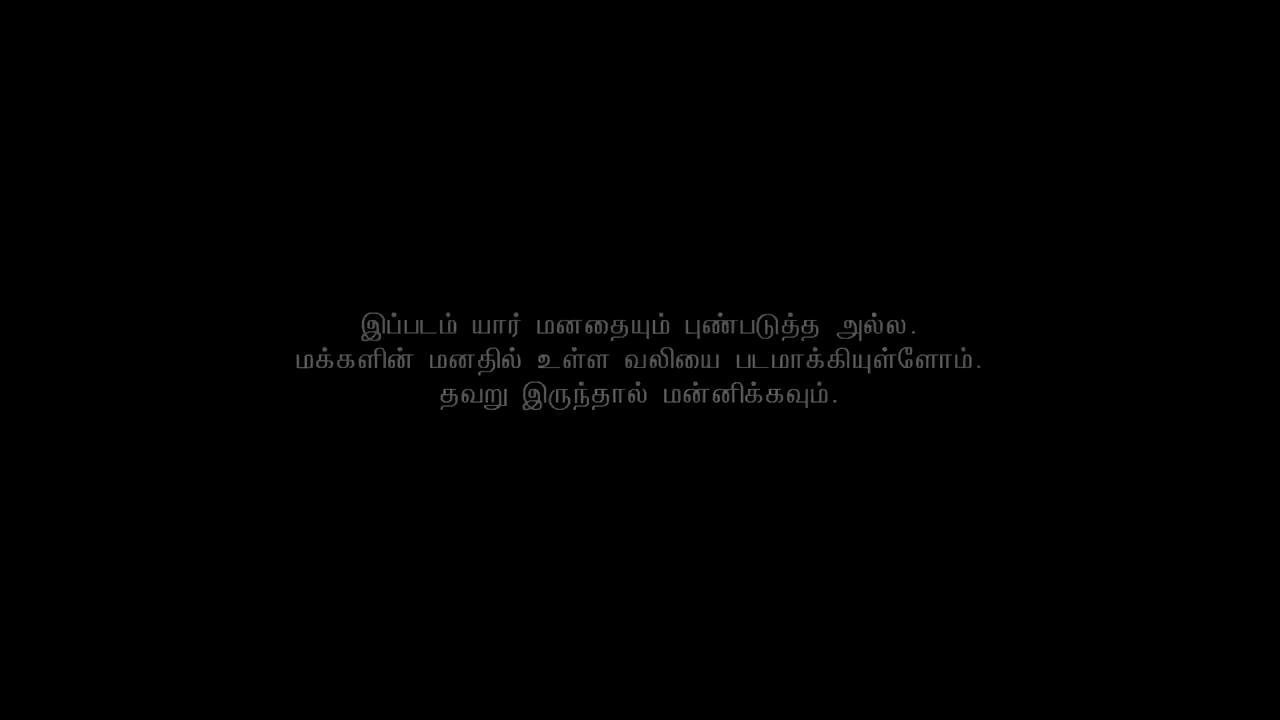 இப்படம் யார் மனதையும் புண்படுத்த அல்ல.
மக்களின் மனதில் உள்ள வலியை படமாக்கியுள்ளோம்.
தவறு இருந்தால் மன்னிக்கவும்.